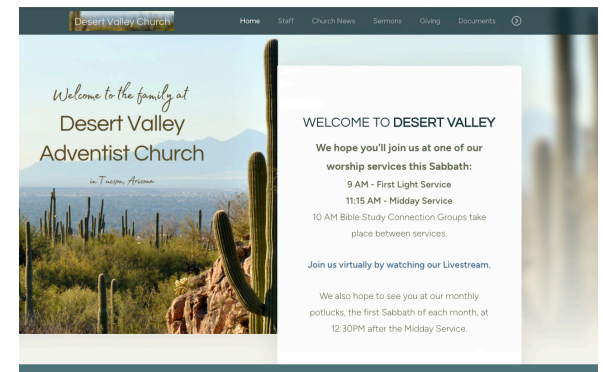 Desert Valley Church
Home Staff Church News Sermons Giving Documents
Welcome to the family at
Desert Valley
Adventist Church
in Tucson, Arizona
WELCOME TO DESERT VALLEY
We hope you'll join us at one of our
worship services this Sabbath:
9 AM - First Light Service
11:15 AM - Midday Service
10 AM Bible Study Connection Groups take
place between services.
Join us virtually by watching our Livestream.
We also hope to see you at our monthly
potlucks, the first Sabbath of each month, at
12:30PM after the Midday Service.